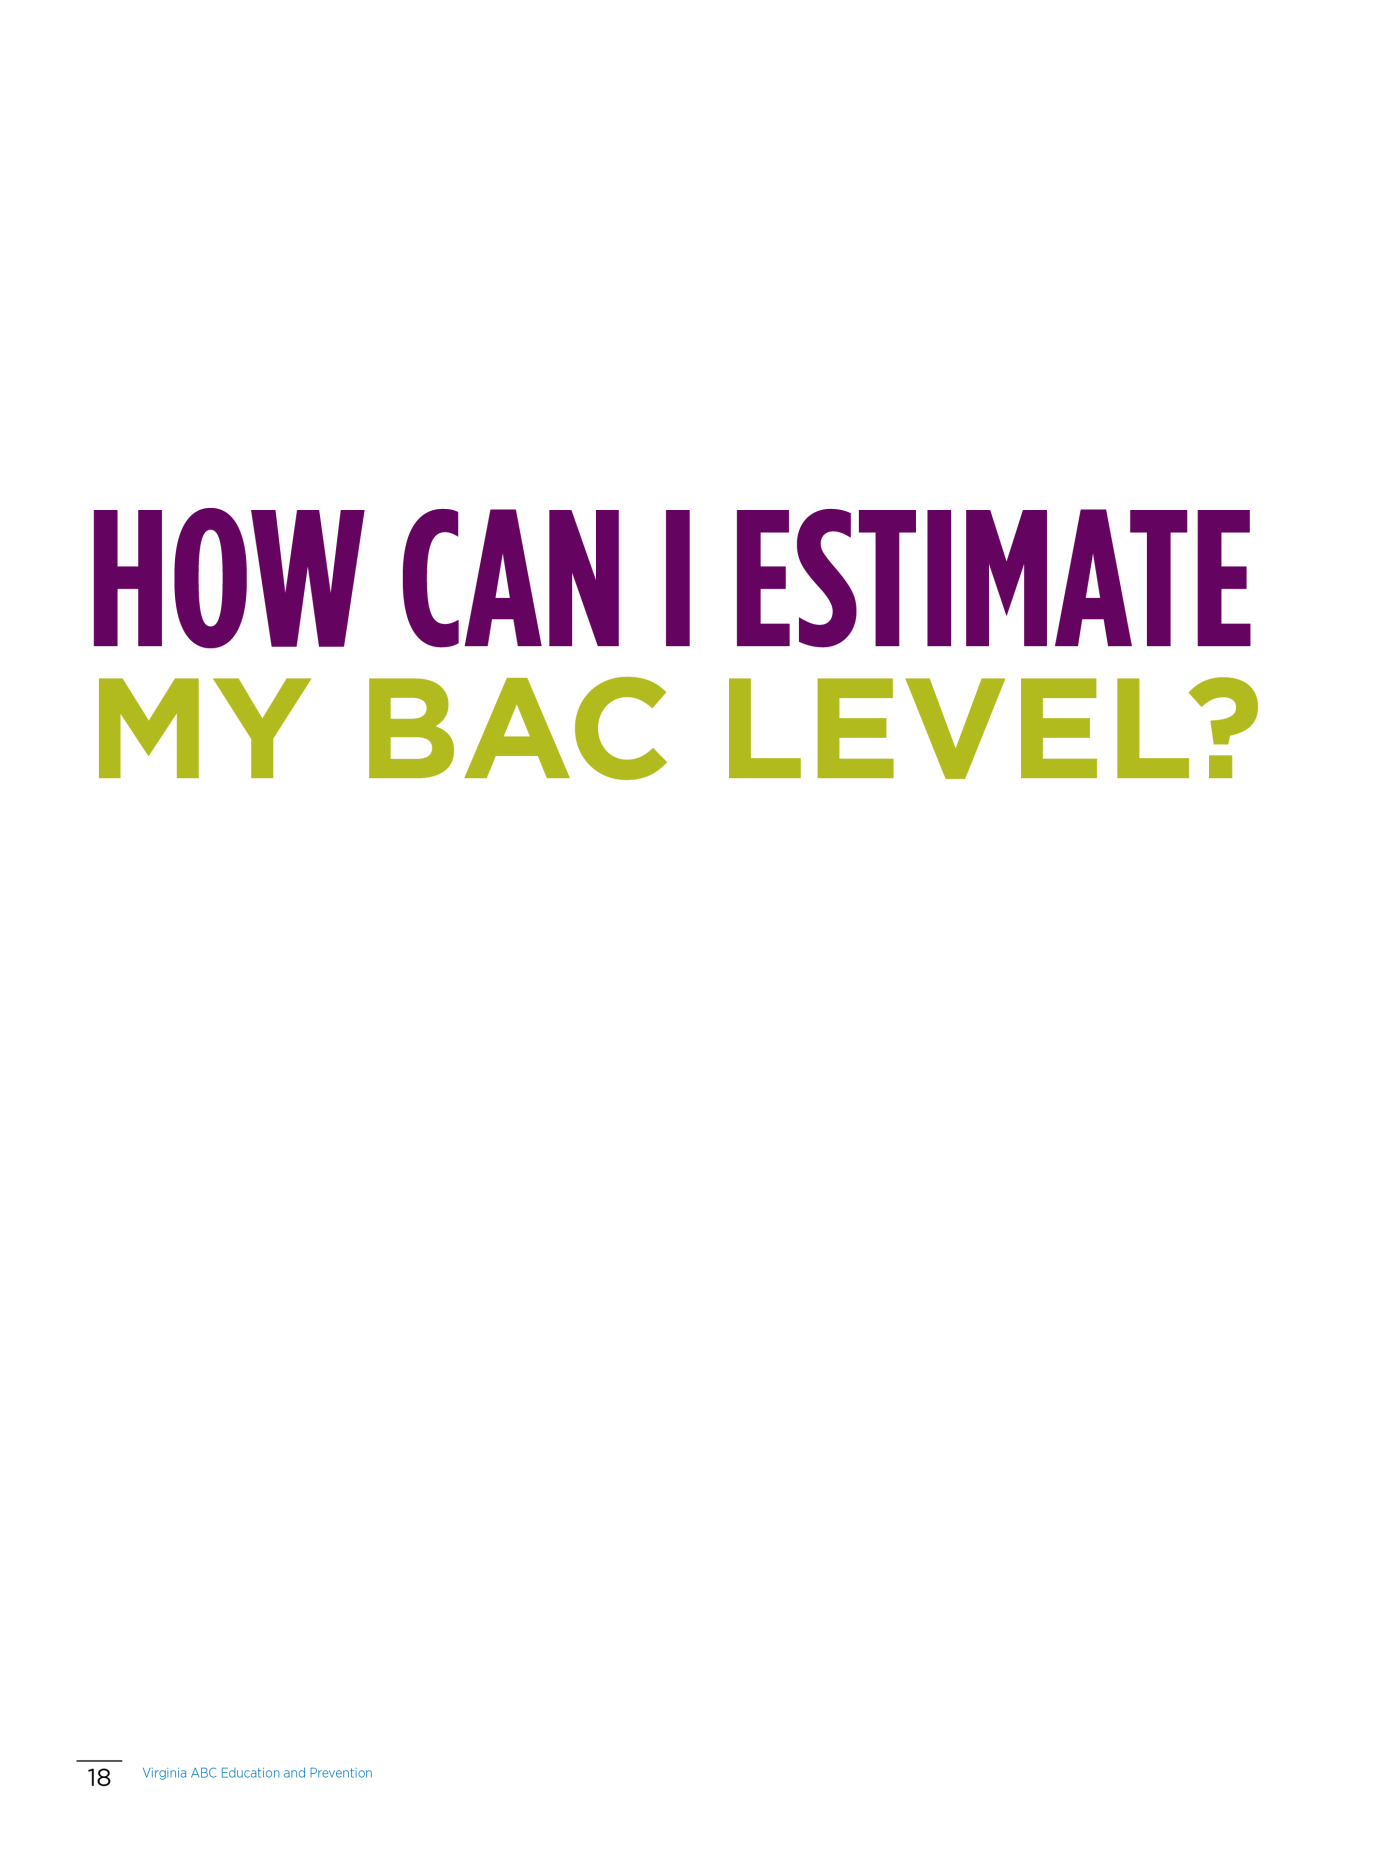 HOW CAN I ESTIMATE
MY BAC LEVEL?
18 Virginia ABC Education and Prevention